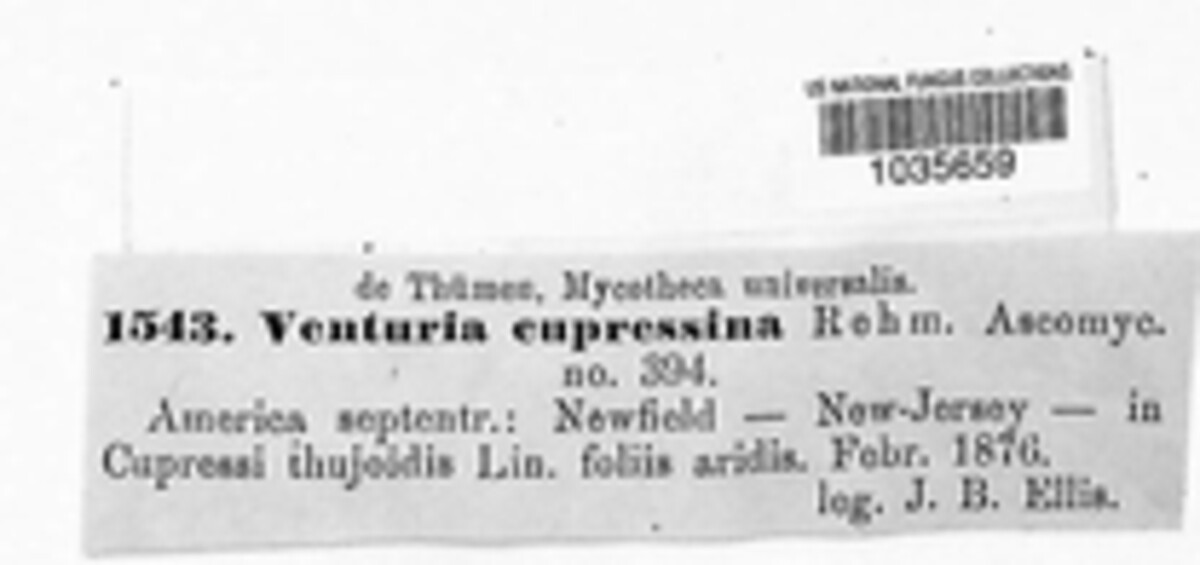 US NATIONAL FUNGUS COLLECTIONS
1035659
de Thümen, Mycotheca universalis.
1543. Venturia cupressina Rehm. Ascomyc.
no. 394.
America septentr.: Newfield — New-Jersey — in
Cupressi thujoidis Lin. foliis aridis. Febr. 1876.
leg. J. B. Ellis.